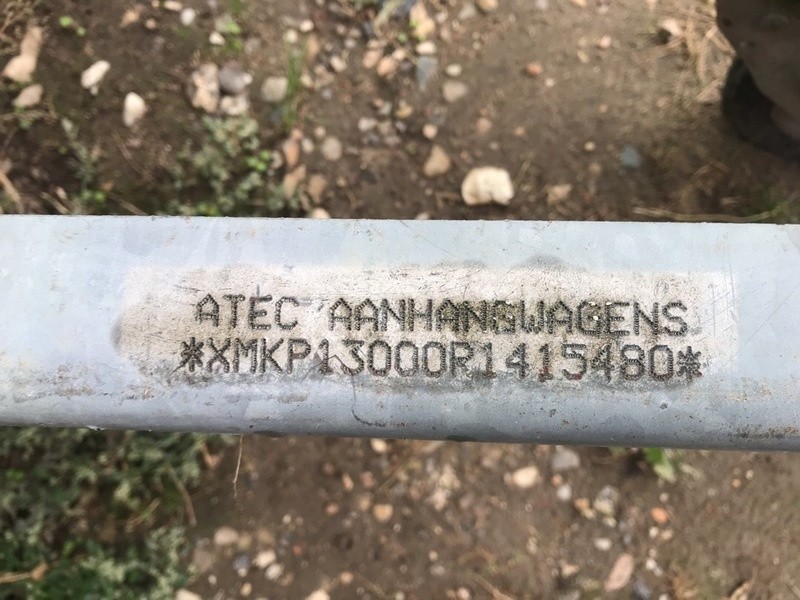 ATEC AANHANGWAGENS
*XMKP13000R1415480*